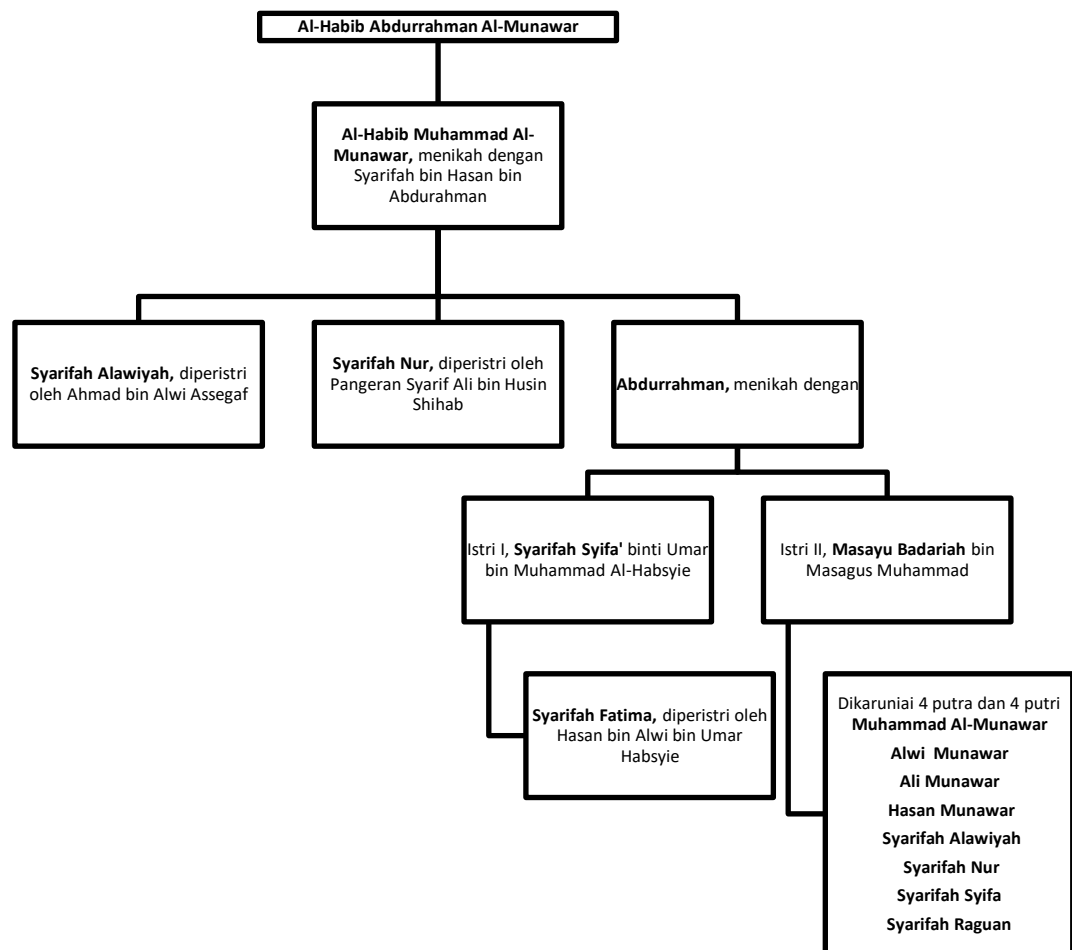 Al-Habib Abdurrahman Al-Munawar
Al-Habib Muhammad Al-
Munawar, menikah dengan
Syarifah bin Hasan bin
Abdurahman
Syarifah Alawiyah, diperistri
oleh Ahmad bin Alwi Assegaf
Syarifah Nur, diperistri oleh
Pangeran Syarif Ali bin Husin
Shihab
Abdurrahman, menikah dengan
Istri I, Syarifah Syifa' binti Umar
bin Muhammad Al-Habsyie
Istri II, Masayu Badariah bin
Masagus Muhammad
Syarifah Fatima, diperistri oleh
Hasan bin Alwi bin Umar
Habsyie
Dikaruniai 4 putra dan 4 putri
Muhammad Al-Munawar
Alwi Munawar
Ali Munawar
Hasan Munawar
Syarifah Alawiyah
Syarifah Nur
Syarifah Syifa
Syarifah Raguan